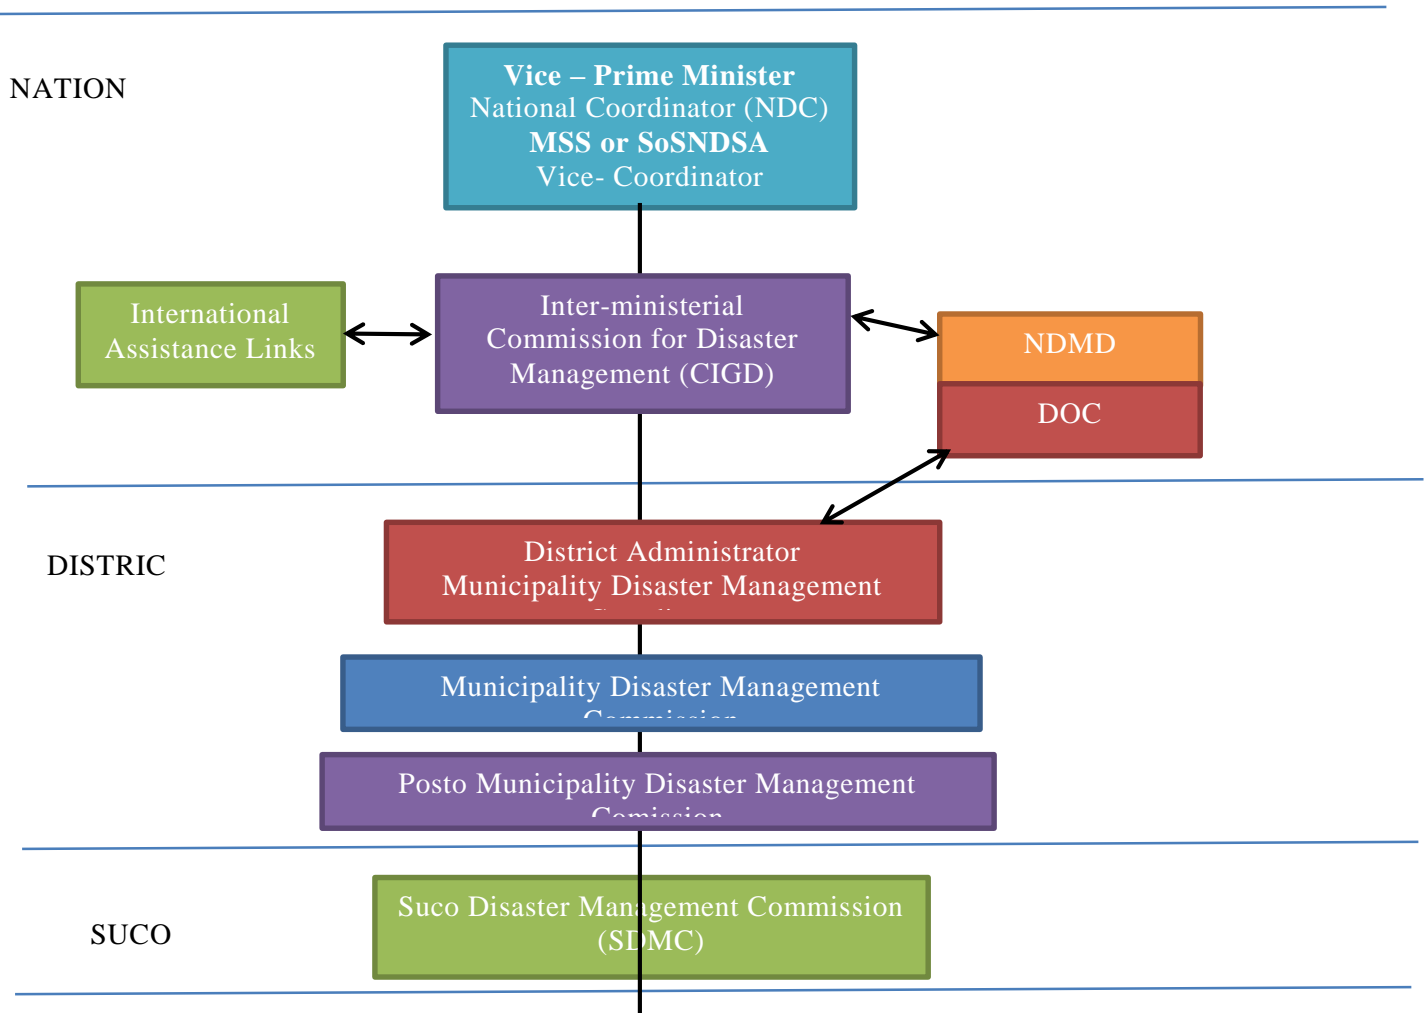 NATION
Vice – Prime Minister
National Coordinator (NDC)
MSS or SoSNDSA
Vice- Coordinator
International
Assistance Links
Inter-ministerial
Commission for Disaster
Management (CIGD)
NDMD
DOC
DISTRIC
District Administrator
Municipality Disaster Management
Municipality Disaster Management
Commission
Posto Municipality Disaster Management
Comission
SUCO
Suco Disaster Management Commission
(SDMC)